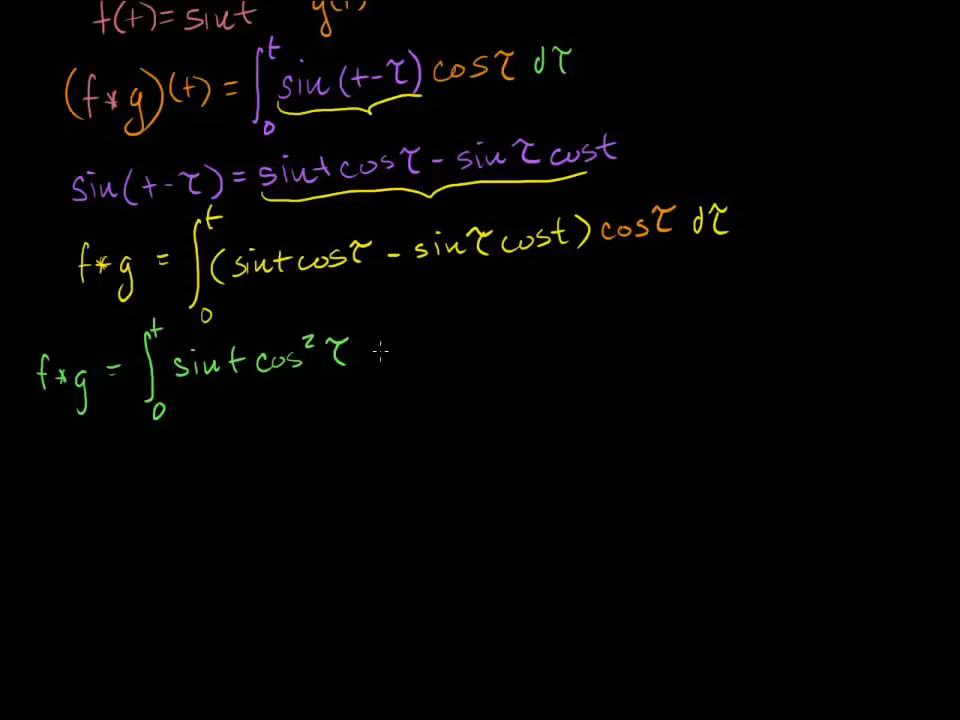 f(t) = sin t
(f * g)(t) = ∫₀ᵗ sin(t-τ) cos τ dτ
sin(t-τ) = sin t cos τ - sin τ cos t
f * g = ∫₀ᵗ (sin t cos τ - sin τ cos t) cos τ dτ
f * g = ∫₀ᵗ sin t cos² τ